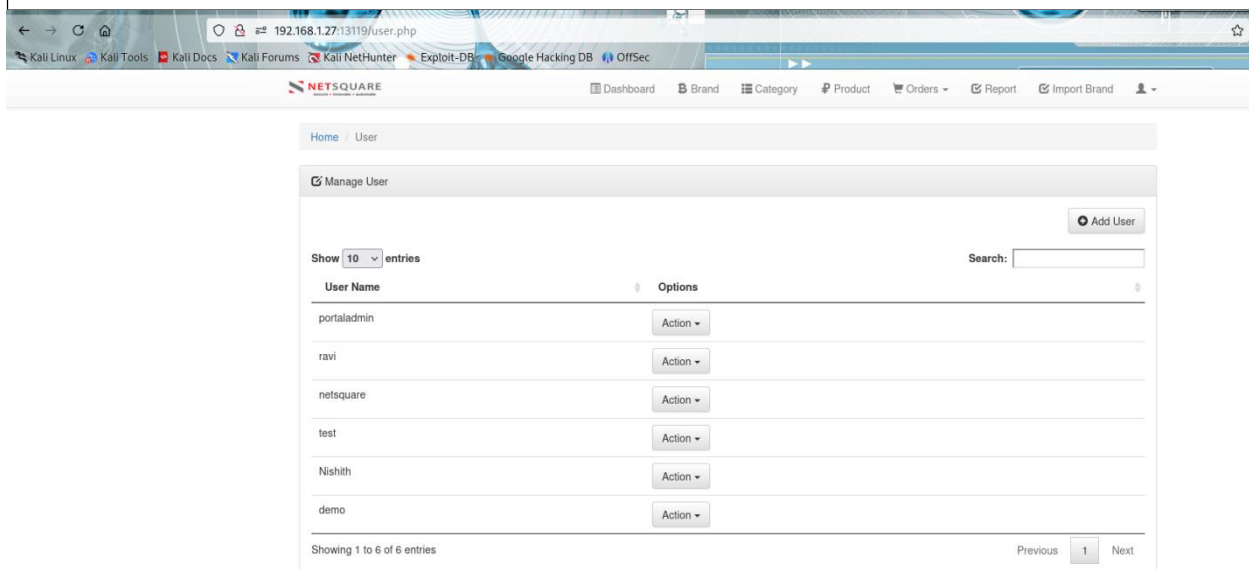 192.168.1.27:13119/user.php
Kali Linux Kali Tools Kali Docs Kali Forums Kali NetHunter Exploit-DB Google Hacking DB OffSec
NETSQUARE Dashboard Brand Category Product Orders Report Import Brand
Home / User
Manage User
Add User
Show 10 entries Search:
User Name Options
portaladmin Action
ravi Action
netsquare Action
test Action
Nishith Action
demo Action
Showing 1 to 6 of 6 entries Previous 1 Next